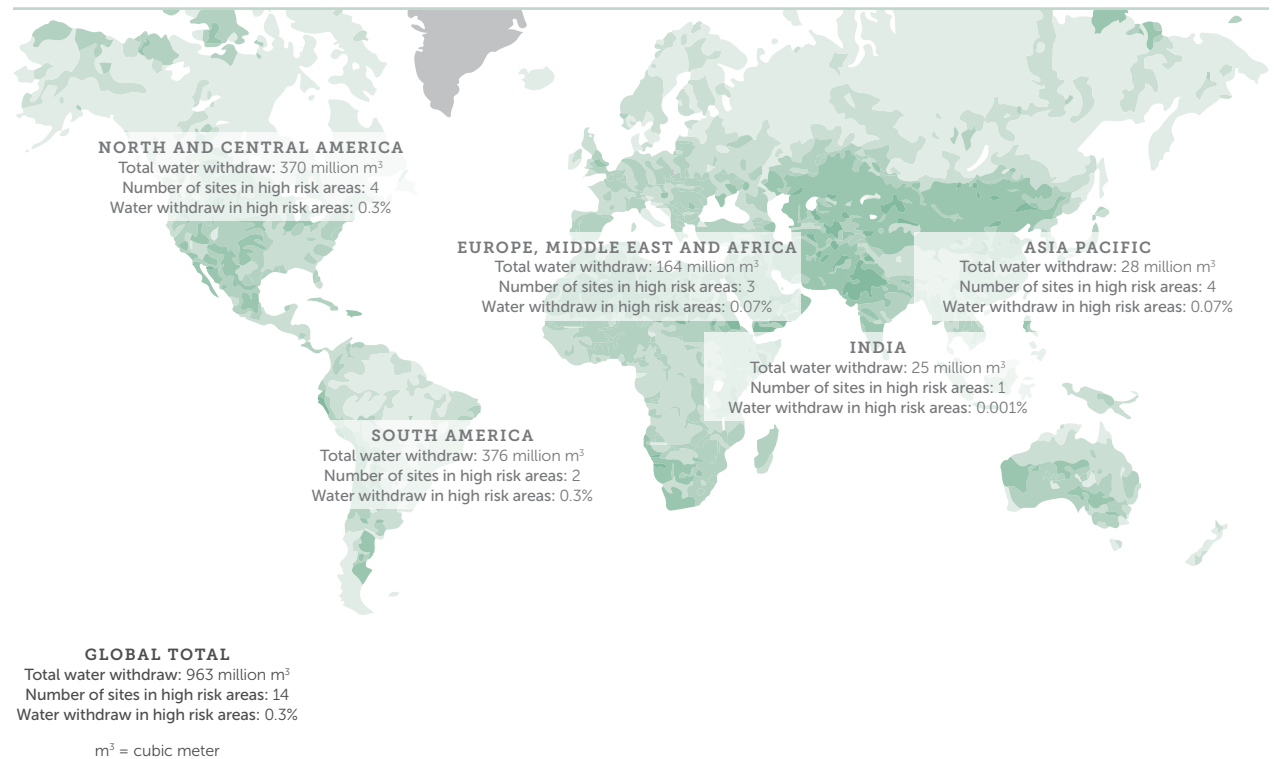 NORTH AND CENTRAL AMERICA
Total water withdraw: 370 million m³
Number of sites in high risk areas: 4
Water withdraw in high risk areas: 0.3%
EUROPE, MIDDLE EAST AND AFRICA
Total water withdraw: 164 million m³
Number of sites in high risk areas: 3
Water withdraw in high risk areas: 0.07%
ASIA PACIFIC
Total water withdraw: 28 million m³
Number of sites in high risk areas: 4
Water withdraw in high risk areas: 0.07%
INDIA
Total water withdraw: 25 million m³
Number of sites in high risk areas: 1
Water withdraw in high risk areas: 0.001%
SOUTH AMERICA
Total water withdraw: 376 million m³
Number of sites in high risk areas: 2
Water withdraw in high risk areas: 0.3%
GLOBAL TOTAL
Total water withdraw: 963 million m³
Number of sites in high risk areas: 14
Water withdraw in high risk areas: 0.3%
m³ = cubic meter